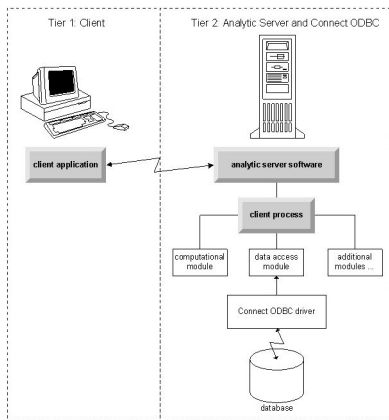 Tier 1: Client
Tier 2: Analytic Server and Connect ODBC
client application
analytic server software
client process
computational
module
data access
module
additional
modules ...
Connect ODBC driver
database